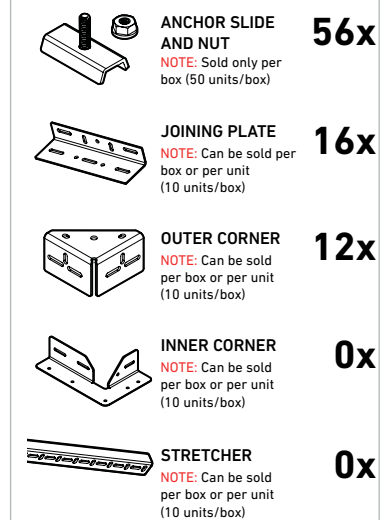 ANCHOR SLIDE
AND NUT
56x
NOTE: Sold only per
box (50 units/box)
JOINING PLATE
16x
NOTE: Can be sold per
box or per unit
(10 units/box)
OUTER CORNER
12x
NOTE: Can be sold
per box or per unit
(10 units/box)
INNER CORNER
0x
NOTE: Can be sold
per box or per unit
(10 units/box)
STRETCHER
0x
NOTE: Can be sold
per box or per unit
(10 units/box)